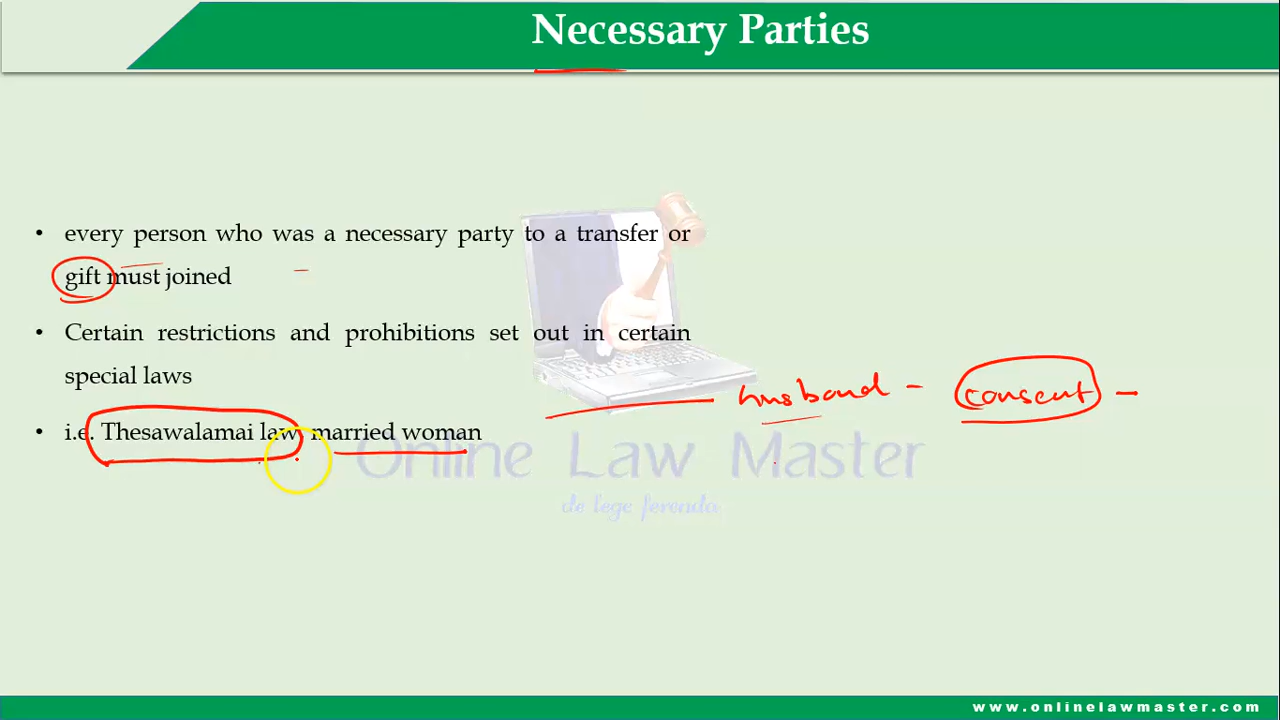 Necessary Parties
• every person who was a necessary party to a transfer or
gift must joined
• Certain restrictions and prohibitions set out in certain
special laws
husband - consent -
• i.e. Thesawalamai law, married woman
Online Law Master
de lege ferenda
www.onlinelawmaster.com